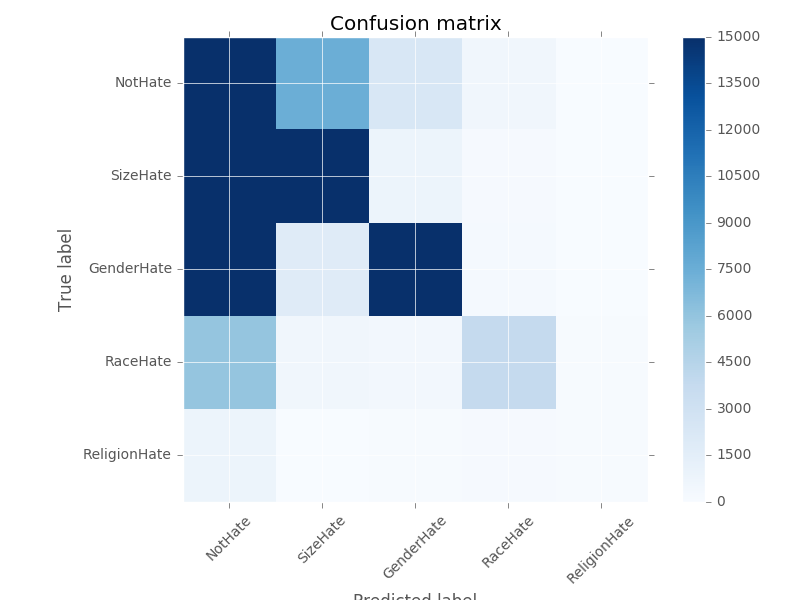 Confusion matrix
True label
NotHate
SizeHate
GenderHate
RaceHate
ReligionHate
NotHate
SizeHate
GenderHate
RaceHate
ReligionHate
Predicted label
15000
13500
12000
10500
9000
7500
6000
4500
3000
1500
0